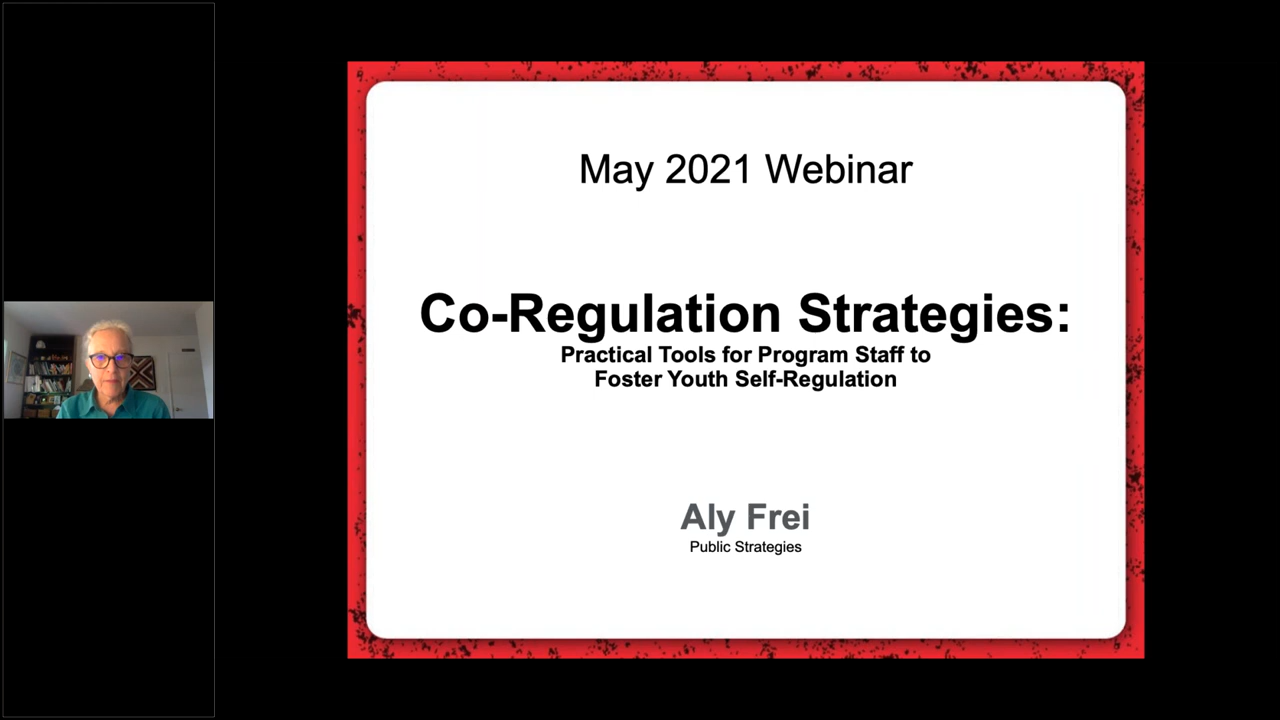 May 2021 Webinar
Co-Regulation Strategies:
Practical Tools for Program Staff to
Foster Youth Self-Regulation
Aly Frei
Public Strategies